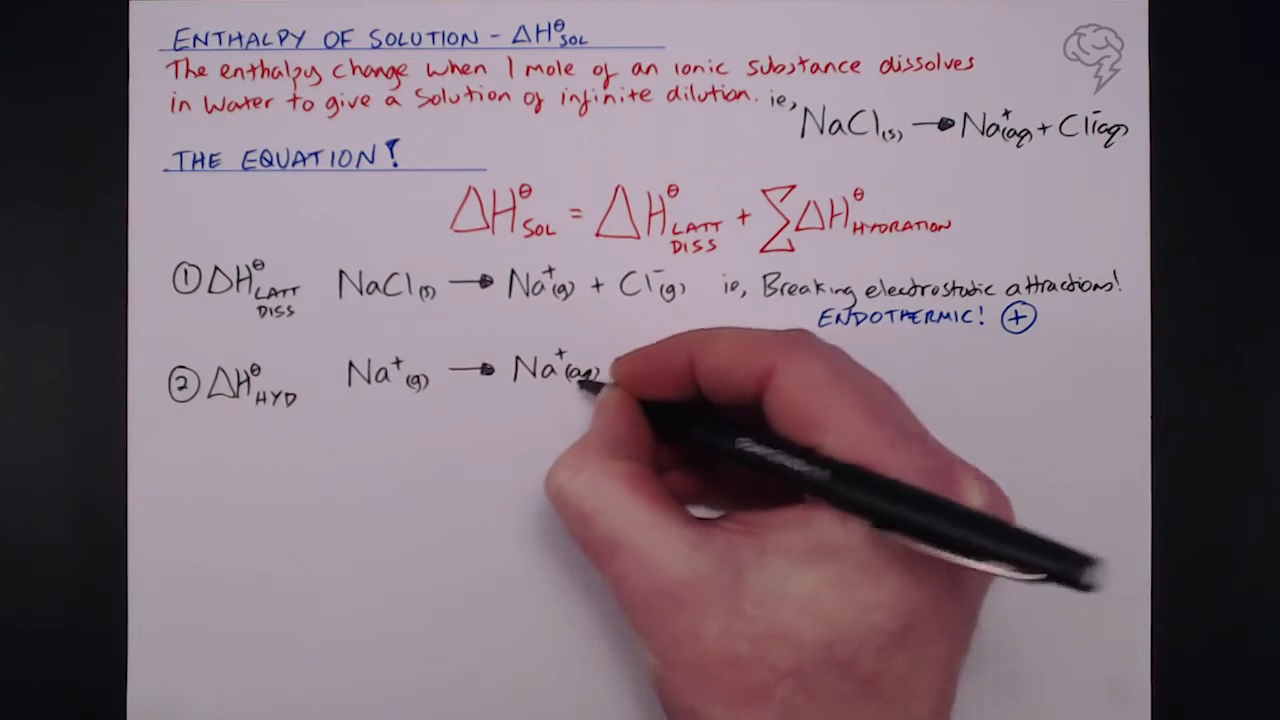 ENTHALPY OF SOLUTION - ΔH⦵SOL
The enthalpy change when 1 mole of an ionic substance dissolves
in water to give a solution of infinite dilution. ie,
NaCl(s) → Na⁺(aq) + Cl⁻(aq)
THE EQUATION!
ΔH⦵SOL = ΔH⦵LATT DISS + ΣΔH⦵HYDRATION
① ΔH⦵LATT DISS NaCl(s) → Na⁺(g) + Cl⁻(g) ie, Breaking electrostatic attractions!
ENDOTHERMIC! ⊕
② ΔH⦵HYD Na⁺(g) → Na⁺(aq)